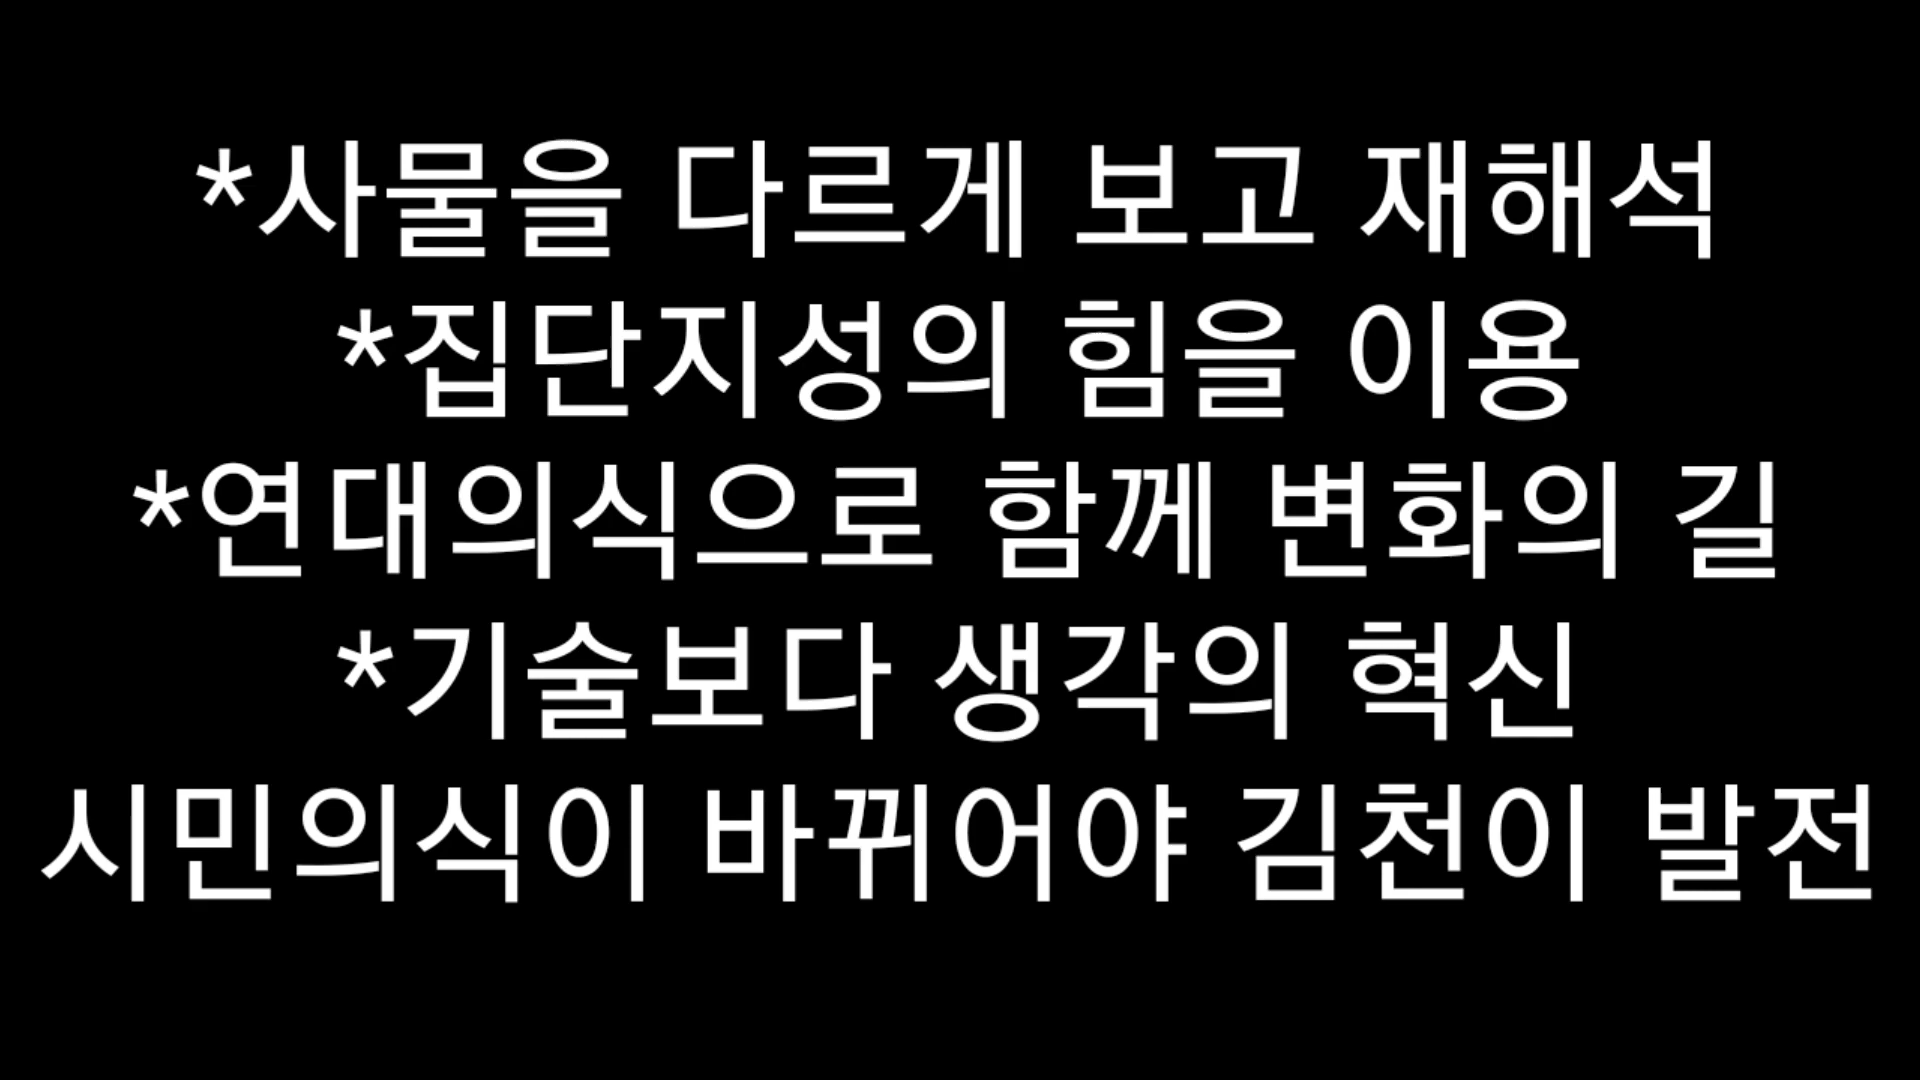 *사물을 다르게 보고 재해석
*집단지성의 힘을 이용
*연대의식으로 함께 변화의 길
*기술보다 생각의 혁신
시민의식이 바뀌어야 김천이 발전